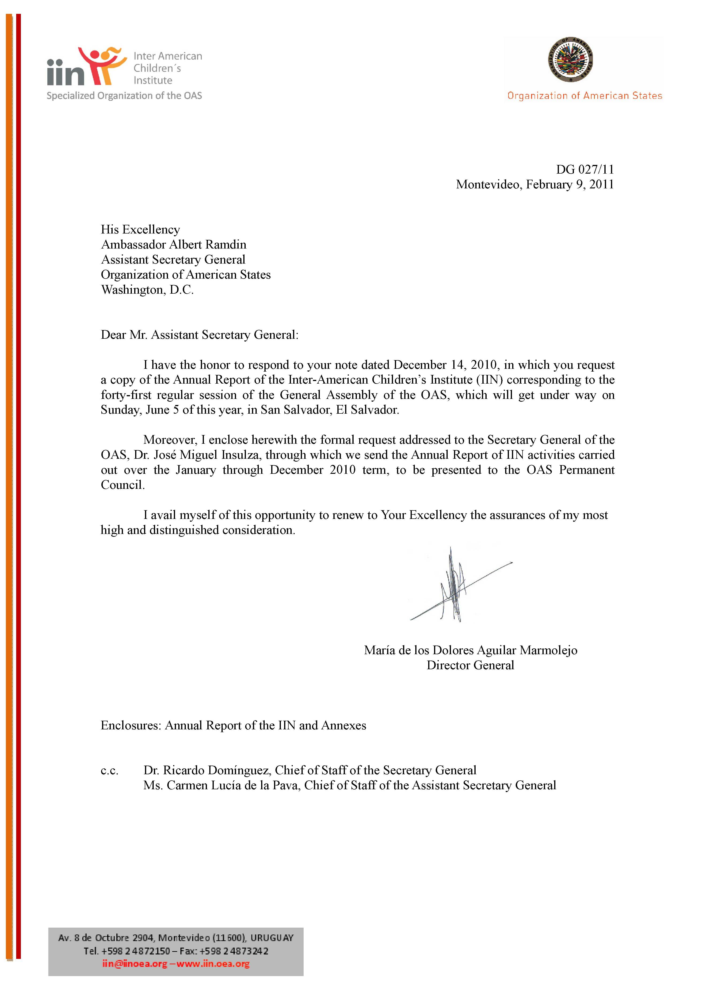 iin
Inter American
Children´s
Institute
Specialized Organization of the OAS
ORGANIZATION OF AMERICAN STATES
Organization of American States
DG 027/11
Montevideo, February 9, 2011
His Excellency
Ambassador Albert Ramdin
Assistant Secretary General
Organization of American States
Washington, D.C.
Dear Mr. Assistant Secretary General:
I have the honor to respond to your note dated December 14, 2010, in which you request
a copy of the Annual Report of the Inter-American Children’s Institute (IIN) corresponding to the
forty-first regular session of the General Assembly of the OAS, which will get under way on
Sunday, June 5 of this year, in San Salvador, El Salvador.
Moreover, I enclose herewith the formal request addressed to the Secretary General of the
OAS, Dr. José Miguel Insulza, through which we send the Annual Report of IIN activities carried
out over the January through December 2010 term, to be presented to the OAS Permanent
Council.
I avail myself of this opportunity to renew to Your Excellency the assurances of my most
high and distinguished consideration.
María de los Dolores Aguilar Marmolejo
Director General
Enclosures: Annual Report of the IIN and Annexes
c.c. Dr. Ricardo Domínguez, Chief of Staff of the Secretary General
Ms. Carmen Lucía de la Pava, Chief of Staff of the Assistant Secretary General
Av. 8 de Octubre 2904, Montevideo (11600), URUGUAY
Tel. +598 2 4872150 – Fax: +598 2 4873242
iin@iinoea.org – www.iin.oea.org